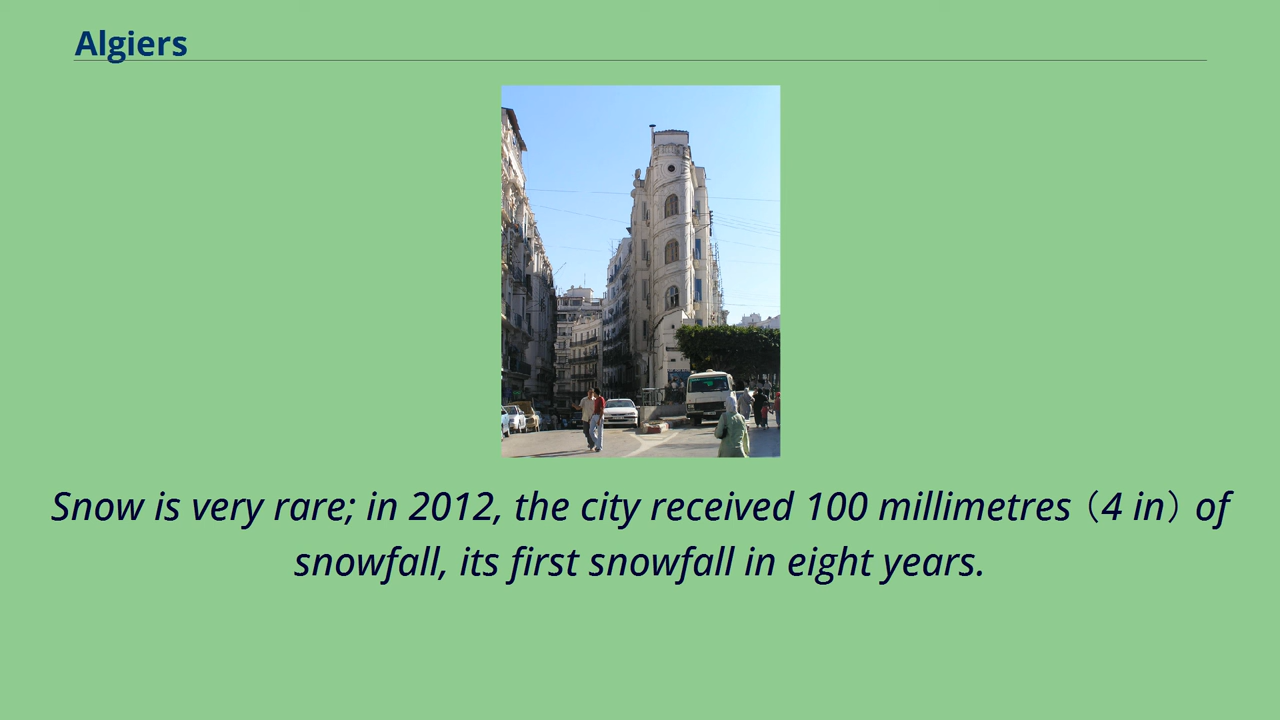 Algiers
Snow is very rare; in 2012, the city received 100 millimetres（4 in）of
snowfall, its first snowfall in eight years.